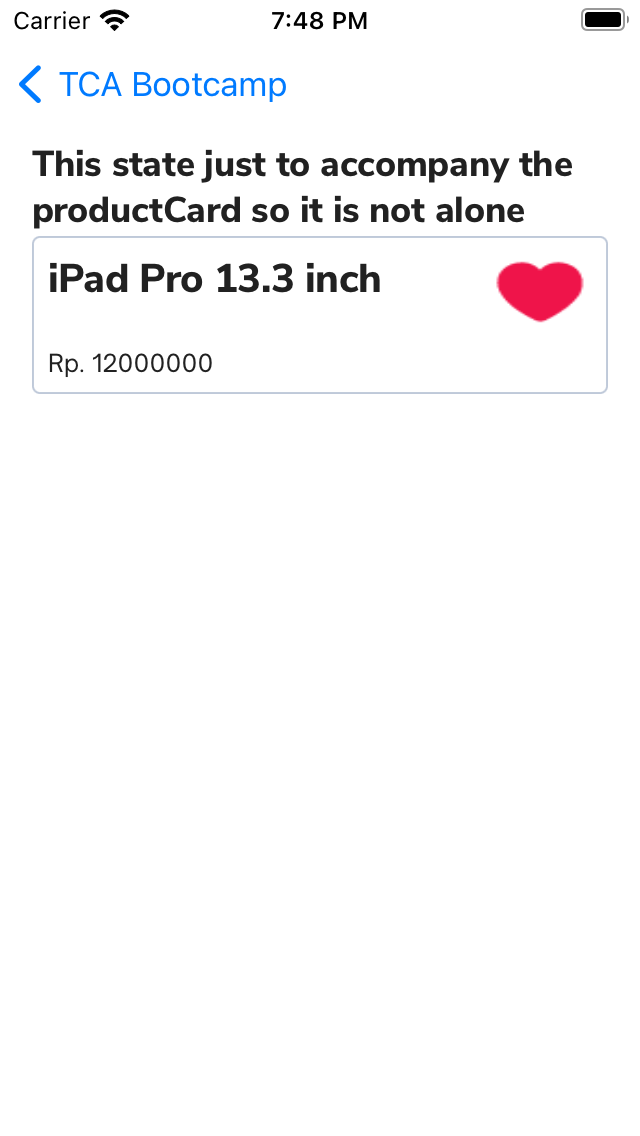 Carrier 7:48 PM
TCA Bootcamp
This state just to accompany the
productCard so it is not alone
iPad Pro 13.3 inch
Rp. 12000000